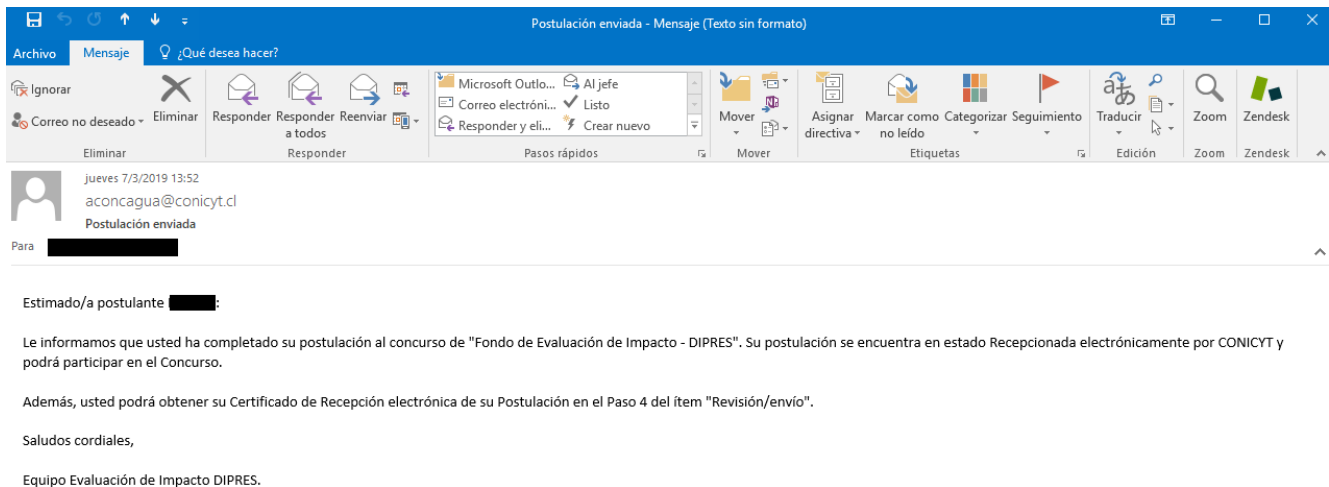 Postulación enviada - Mensaje (Texto sin formato)
Archivo Mensaje ¿Qué desea hacer?
Ignorar
Correo no deseado
Eliminar
Eliminar
Responder Responder a todos Reenviar
Responder
Microsoft Outlo... Al jefe
Correo electróni... Listo
Responder y eli... Crear nuevo
Pasos rápidos
Mover
Mover
Asignar directiva Marcar como no leído Categorizar Seguimiento
Etiquetas
Traducir
Edición
Zoom
Zoom
Zendesk
Zendesk
jueves 7/3/2019 13:52
aconcagua@conicyt.cl
Postulación enviada
Para
Estimado/a postulante :
Le informamos que usted ha completado su postulación al concurso de "Fondo de Evaluación de Impacto - DIPRES". Su postulación se encuentra en estado Recepcionada electrónicamente por CONICYT y
podrá participar en el Concurso.
Además, usted podrá obtener su Certificado de Recepción electrónica de su Postulación en el Paso 4 del ítem "Revisión/envío".
Saludos cordiales,
Equipo Evaluación de Impacto DIPRES.